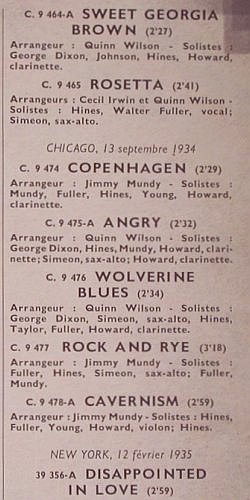 C. 9 464-A SWEET GEORGIA
BROWN (2'27)
Arrangeur : Quinn Wilson - Solistes :
George Dixon, Johnson, Hines, Howard,
clarinette.
C. 9 465 ROSETTA (2'41)
Arrangeurs : Cecil Irwin et Quinn Wilson -
Solistes : Hines, Walter Fuller, vocal;
Simeon, sax-alto.
CHICAGO, 13 septembre 1934
C. 9 474 COPENHAGEN (2'29)
Arrangeur : Jimmy Mundy - Solistes :
Mundy, Fuller, Hines, Young, Howard,
clarinette.
C. 9 475-A ANGRY (2'32)
Arrangeur : Quinn Wilson - Solistes :
George Dixon, Hines, Mundy, Howard, clari-
nette; Simeon, sax-alto; Howard, clarinette.
C. 9 476 WOLVERINE
BLUES (2'34)
Arrangeur : Quinn Wilson - Solistes :
George Dixon, Simeon, sax-alto, Hines,
Taylor, Fuller, Howard, clarinette.
C. 9 477 ROCK AND RYE (3'18)
Arrangeur : Jimmy Mundy - Solistes :
Fuller, Hines, Simeon, sax-alto; Fuller,
Mundy.
C. 9 478-A CAVERNISM (2'59)
Arrangeur : Jimmy Mundy - Solistes : Hines,
Fuller, Young, Howard, violon; Hines.
NEW YORK, 12 février 1935
39 356-A DISAPPOINTED
IN LOVE (2'59)